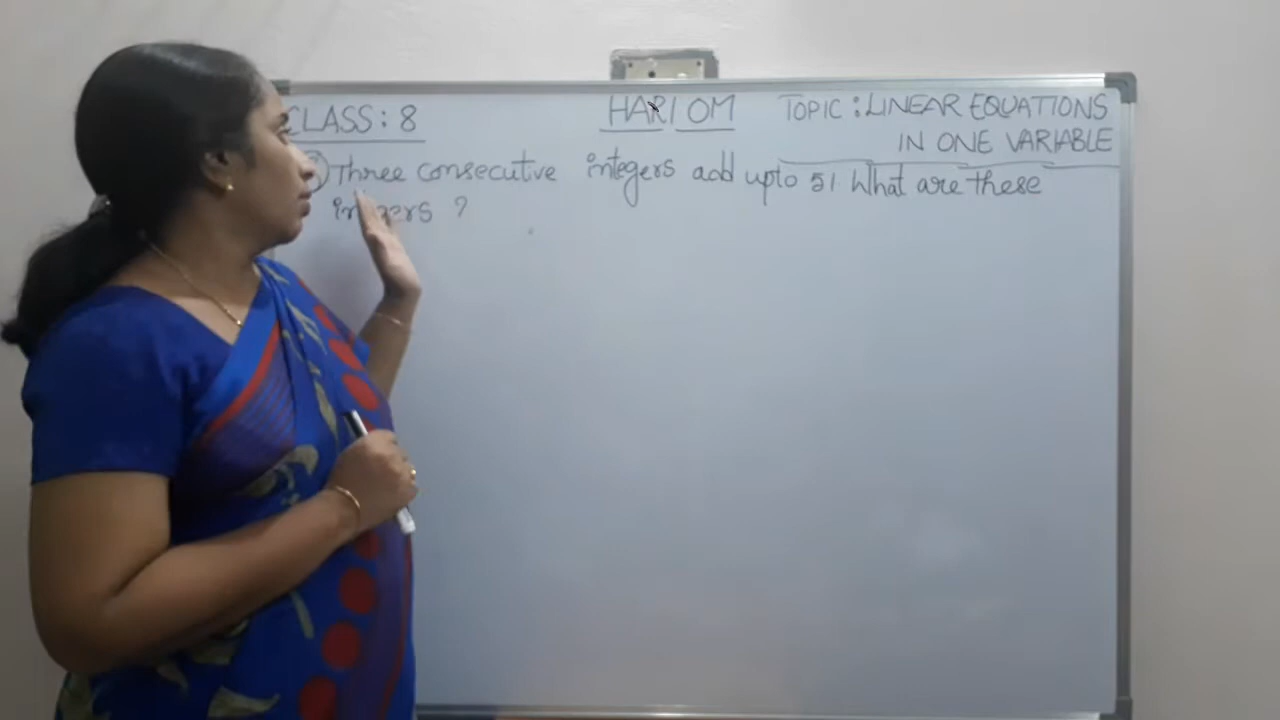 CLASS: 8
HARI OM
TOPIC: LINEAR EQUATIONS
IN ONE VARIABLE
Three consecutive integers add upto 51 What are these
integers ?